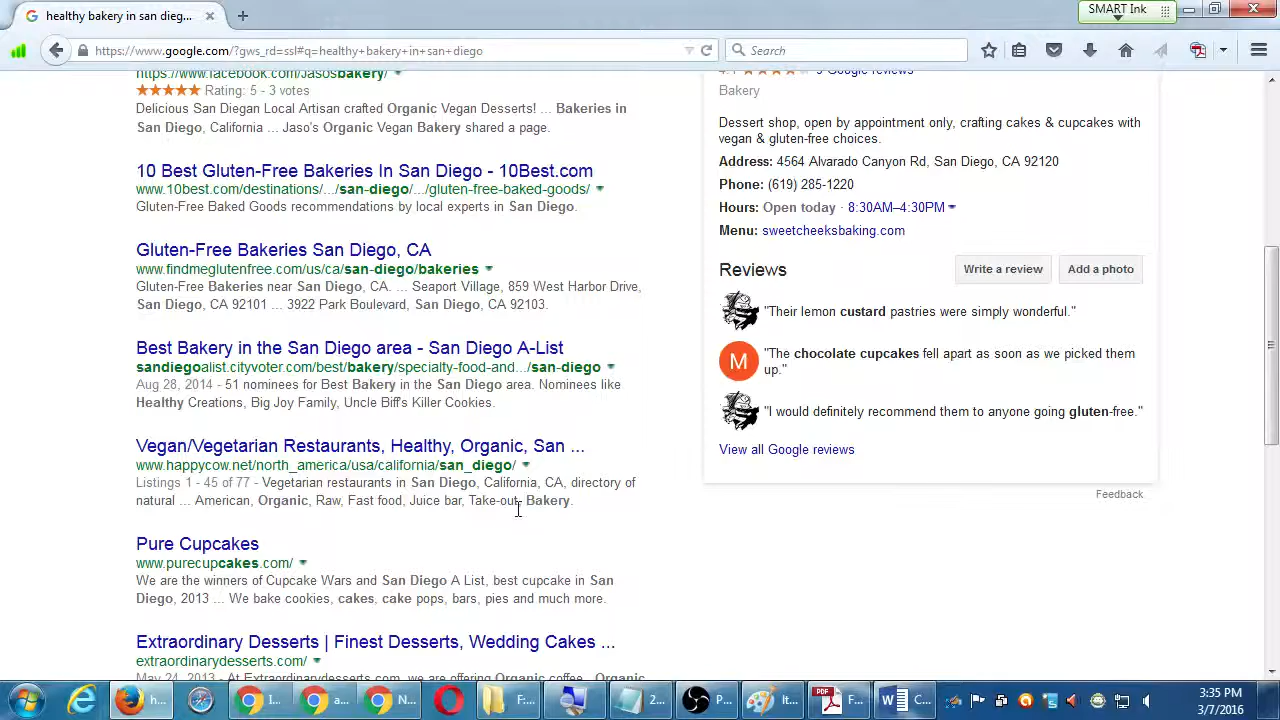 healthy bakery in san dieg...
SMART Ink
https://www.google.com/?gws_rd=ssl#q=healthy+bakery+in+san+diego
Search
https://www.facebook.com/Jasosbakery/
Rating: 5 - 3 votes
Delicious San Diegan Local Artisan crafted Organic Vegan Desserts! ... Bakeries in
San Diego, California ... Jaso's Organic Vegan Bakery shared a page.
10 Best Gluten-Free Bakeries In San Diego - 10Best.com
www.10best.com/destinations/.../san-diego/.../gluten-free-baked-goods/
Gluten-Free Baked Goods recommendations by local experts in San Diego.
Gluten-Free Bakeries San Diego, CA
www.findmeglutenfree.com/us/ca/san-diego/bakeries
Gluten-Free Bakeries near San Diego, CA. ... Seaport Village, 859 West Harbor Drive,
San Diego, CA 92101 ... 3922 Park Boulevard, San Diego, CA 92103.
Best Bakery in the San Diego area - San Diego A-List
sandiegoalist.cityvoter.com/best/bakery/specialty-food-and.../san-diego
Aug 28, 2014 - 51 nominees for Best Bakery in the San Diego area. Nominees like
Healthy Creations, Big Joy Family, Uncle Biff's Killer Cookies.
Vegan/Vegetarian Restaurants, Healthy, Organic, San ...
www.happycow.net/north_america/usa/california/san_diego/
Listings 1 - 45 of 77 - Vegetarian restaurants in San Diego, California, CA, directory of
natural ... American, Organic, Raw, Fast food, Juice bar, Take-out, Bakery.
Pure Cupcakes
www.purecupcakes.com/
We are the winners of Cupcake Wars and San Diego A List, best cupcake in San
Diego, 2013 ... We bake cookies, cakes, cake pops, bars, pies and much more.
Extraordinary Desserts | Finest Desserts, Wedding Cakes ...
extraordinarydesserts.com/
May 24, 2013 - At Extraordinarydesserts.com, we are offering Organic coffee, Organic
4.1 9 Google reviews
Bakery
Dessert shop, open by appointment only, crafting cakes & cupcakes with
vegan & gluten-free choices.
Address: 4564 Alvarado Canyon Rd, San Diego, CA 92120
Phone: (619) 285-1220
Hours: Open today · 8:30AM–4:30PM
Menu: sweetcheeksbaking.com
Reviews
Write a review
Add a photo
"Their lemon custard pastries were simply wonderful."
M
"The chocolate cupcakes fell apart as soon as we picked them
up."
"I would definitely recommend them to anyone going gluten-free."
View all Google reviews
Feedback
h...
I...
a...
N...
F:...
2...
P...
It...
PDF
F...
W
C...
3:35 PM
3/7/2016